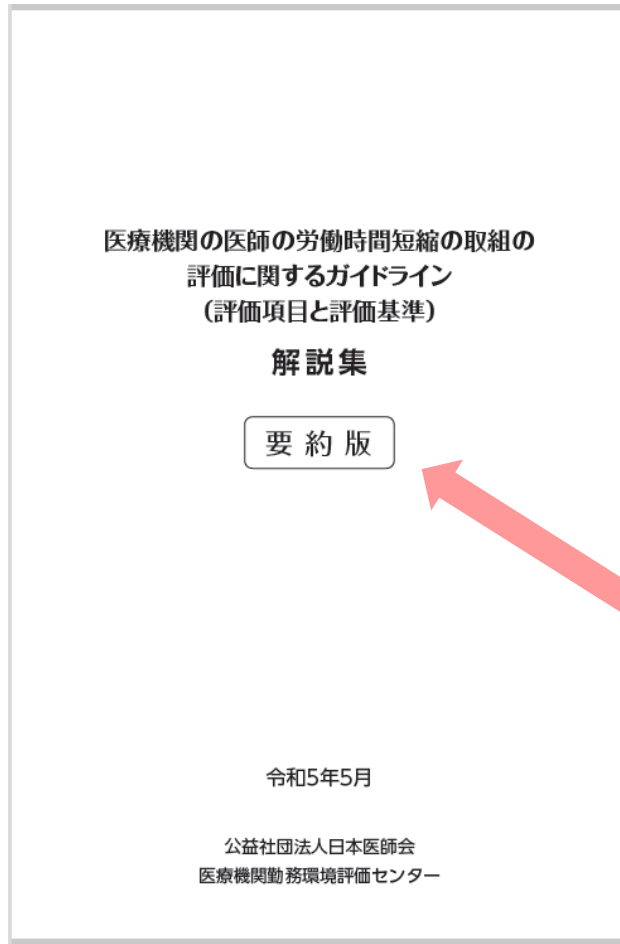 医療機関の医師の労働時間短縮の取組の
評価に関するガイドライン
（評価項目と評価基準）
解説集
要約版
令和5年5月
公益社団法人日本医師会
医療機関勤務環境評価センター